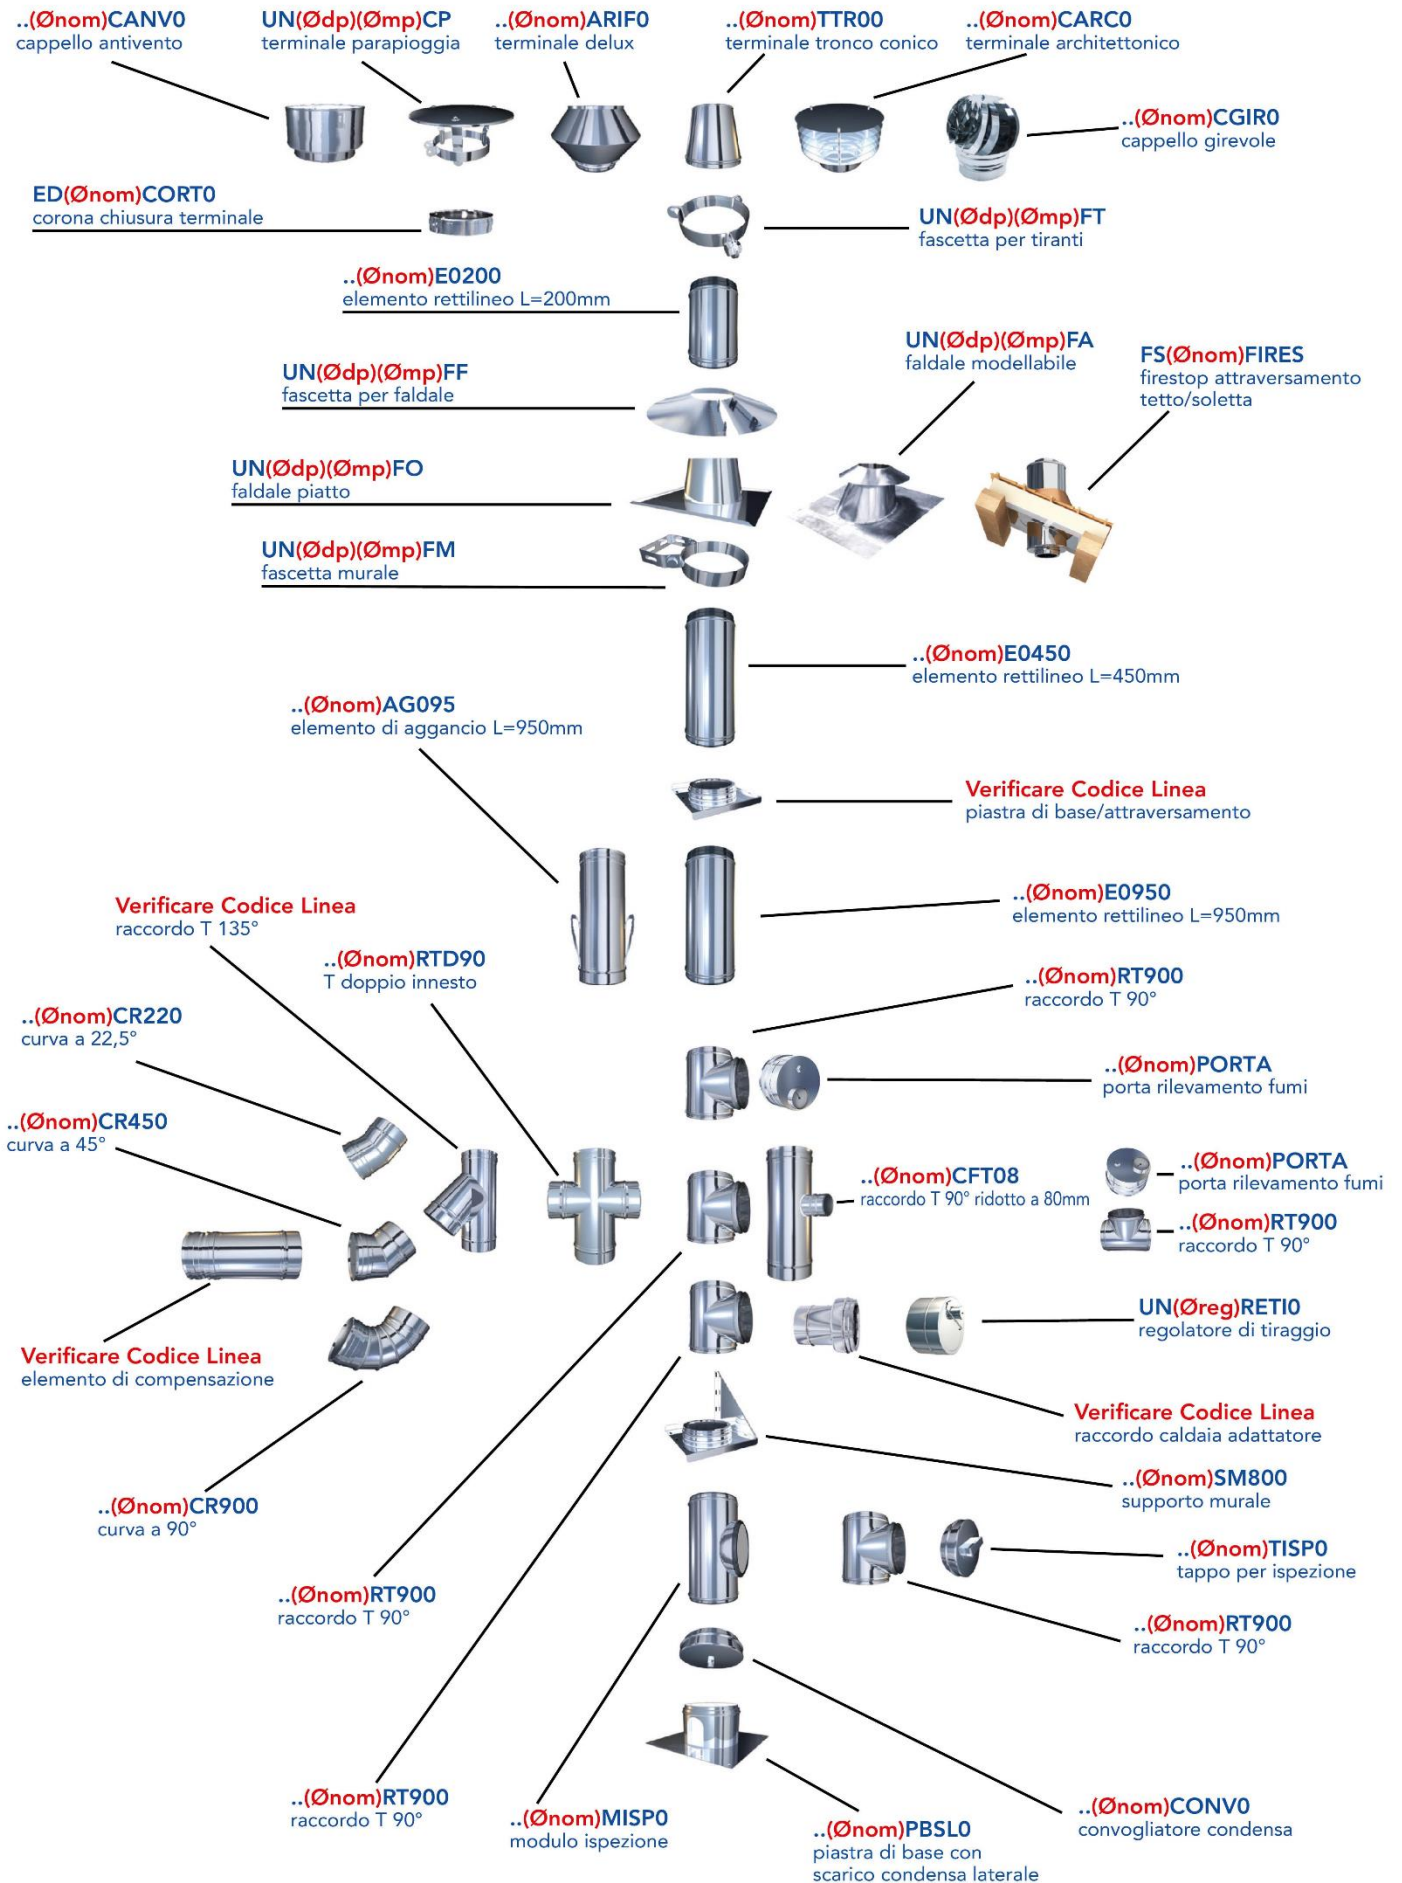 ..(Ønom)CANV0
cappello antivento
UN(Ødp)(Ømp)CP
terminale parapioggia
..(Ønom)ARIF0
terminale delux
..(Ønom)TTR00
terminale tronco conico
..(Ønom)CARC0
terminale architettonico
..(Ønom)CGIR0
cappello girevole
ED(Ønom)CORT0
corona chiusura terminale
UN(Ødp)(Ømp)FT
fascetta per tiranti
..(Ønom)E0200
elemento rettilineo L=200mm
UN(Ødp)(Ømp)FA
faldale modellabile
FS(Ønom)FIRES
firestop attraversamento
tetto/soletta
UN(Ødp)(Ømp)FF
fascetta per faldale
UN(Ødp)(Ømp)FO
faldale piatto
UN(Ødp)(Ømp)FM
fascetta murale
..(Ønom)E0450
elemento rettilineo L=450mm
..(Ønom)AG095
elemento di aggancio L=950mm
Verificare Codice Linea
piastra di base/attraversamento
Verificare Codice Linea
raccordo T 135°
..(Ønom)E0950
elemento rettilineo L=950mm
..(Ønom)RTD90
T doppio innesto
..(Ønom)RT900
raccordo T 90°
..(Ønom)CR220
curva a 22,5°
..(Ønom)PORTA
porta rilevamento fumi
..(Ønom)CR450
curva a 45°
..(Ønom)CFT08
raccordo T 90° ridotto a 80mm
..(Ønom)PORTA
porta rilevamento fumi
..(Ønom)RT900
raccordo T 90°
UN(Øreg)RETI0
regolatore di tiraggio
Verificare Codice Linea
elemento di compensazione
Verificare Codice Linea
raccordo caldaia adattatore
..(Ønom)SM800
supporto murale
..(Ønom)CR900
curva a 90°
..(Ønom)TISP0
tappo per ispezione
..(Ønom)RT900
raccordo T 90°
..(Ønom)RT900
raccordo T 90°
..(Ønom)RT900
raccordo T 90°
..(Ønom)MISP0
modulo ispezione
..(Ønom)PBSL0
piastra di base con
scarico condensa laterale
..(Ønom)CONV0
convogliatore condensa